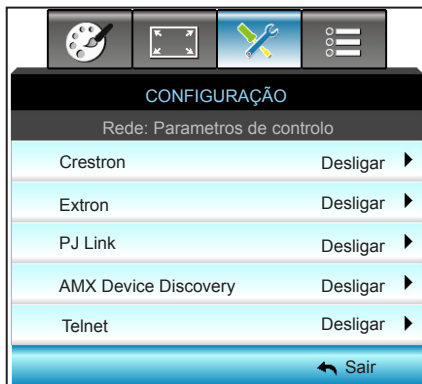 CONFIGURAÇÃO
Rede: Parametros de controlo
Crestron Desligar
Extron Desligar
PJ Link Desligar
AMX Device Discovery Desligar
Telnet Desligar
Sair